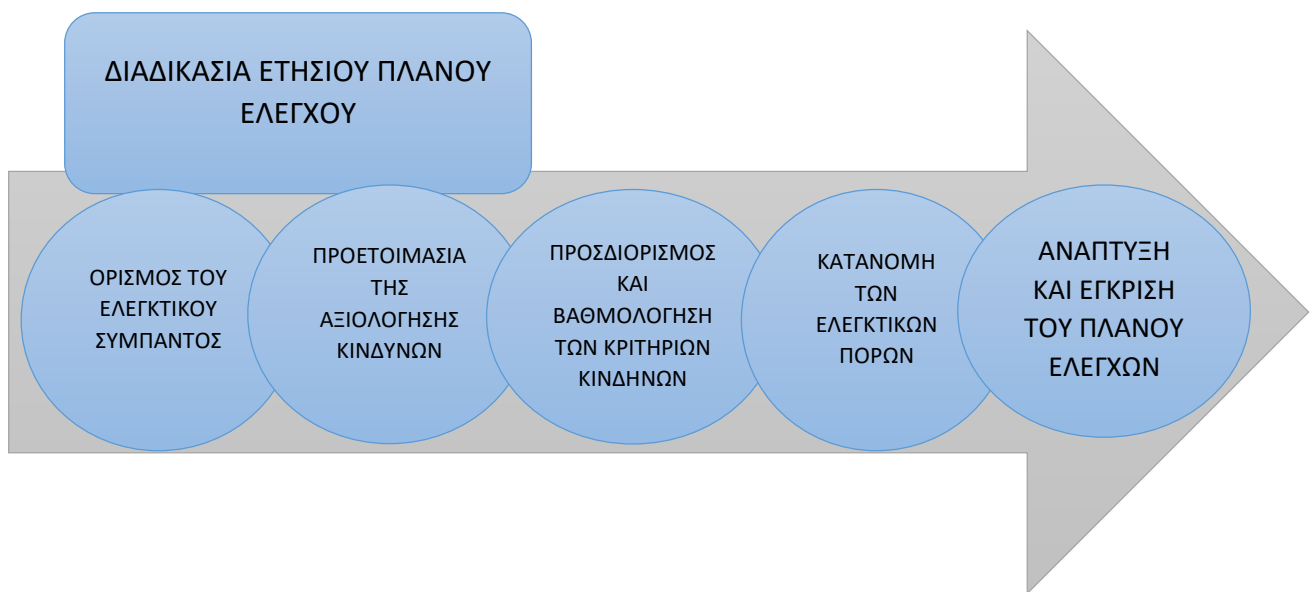 ΔΙΑΔΙΚΑΣΙΑ ΕΤΗΣΙΟΥ ΠΛΑΝΟΥ
ΕΛΕΓΧΟΥ
ΟΡΙΣΜΟΣ ΤΟΥ
ΕΛΕΓΚΤΙΚΟΥ
ΣΥΜΠΑΝΤΟΣ
ΠΡΟΕΤΟΙΜΑΣΙΑ
ΤΗΣ
ΑΞΙΟΛΟΓΗΣΗΣ
ΚΙΝΔΥΝΩΝ
ΠΡΟΣΔΙΟΡΙΣΜΟΣ
ΚΑΙ
ΒΑΘΜΟΛΟΓΗΣΗ
ΤΩΝ ΚΡΙΤΗΡΙΩΝ
ΚΙΝΔΗΝΩΝ
ΚΑΤΑΝΟΜΗ
ΤΩΝ
ΕΛΕΓΚΤΙΚΩΝ
ΠΟΡΩΝ
ΑΝΑΠΤΥΞΗ
ΚΑΙ ΕΓΚΡΙΣΗ
ΤΟΥ ΠΛΑΝΟΥ
ΕΛΕΓΧΩΝ